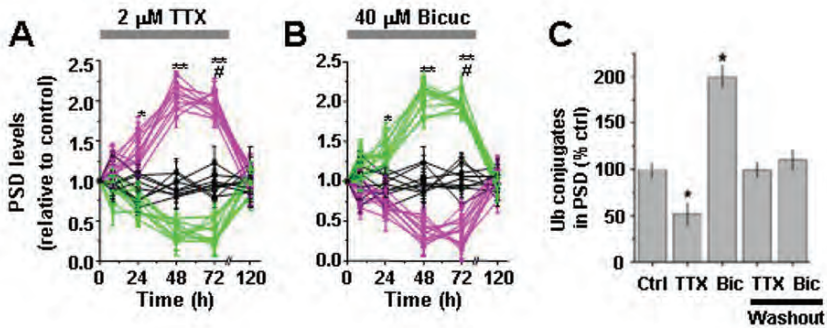 A
2 μM TTX
PSD levels
(relative to control)
2.5
2.0
1.5
1.0
0.5
0.0
*
**
**
#
0 24 48 72 120
Time (h)
B
40 μM Bicuc
2.5
2.0
1.5
1.0
0.5
0.0
*
**
**
#
0 24 48 72 120
Time (h)
C
Ub conjugates
in PSD (% ctrl)
200
150
100
50
0
*
*
Ctrl TTX Bic TTX Bic
Washout